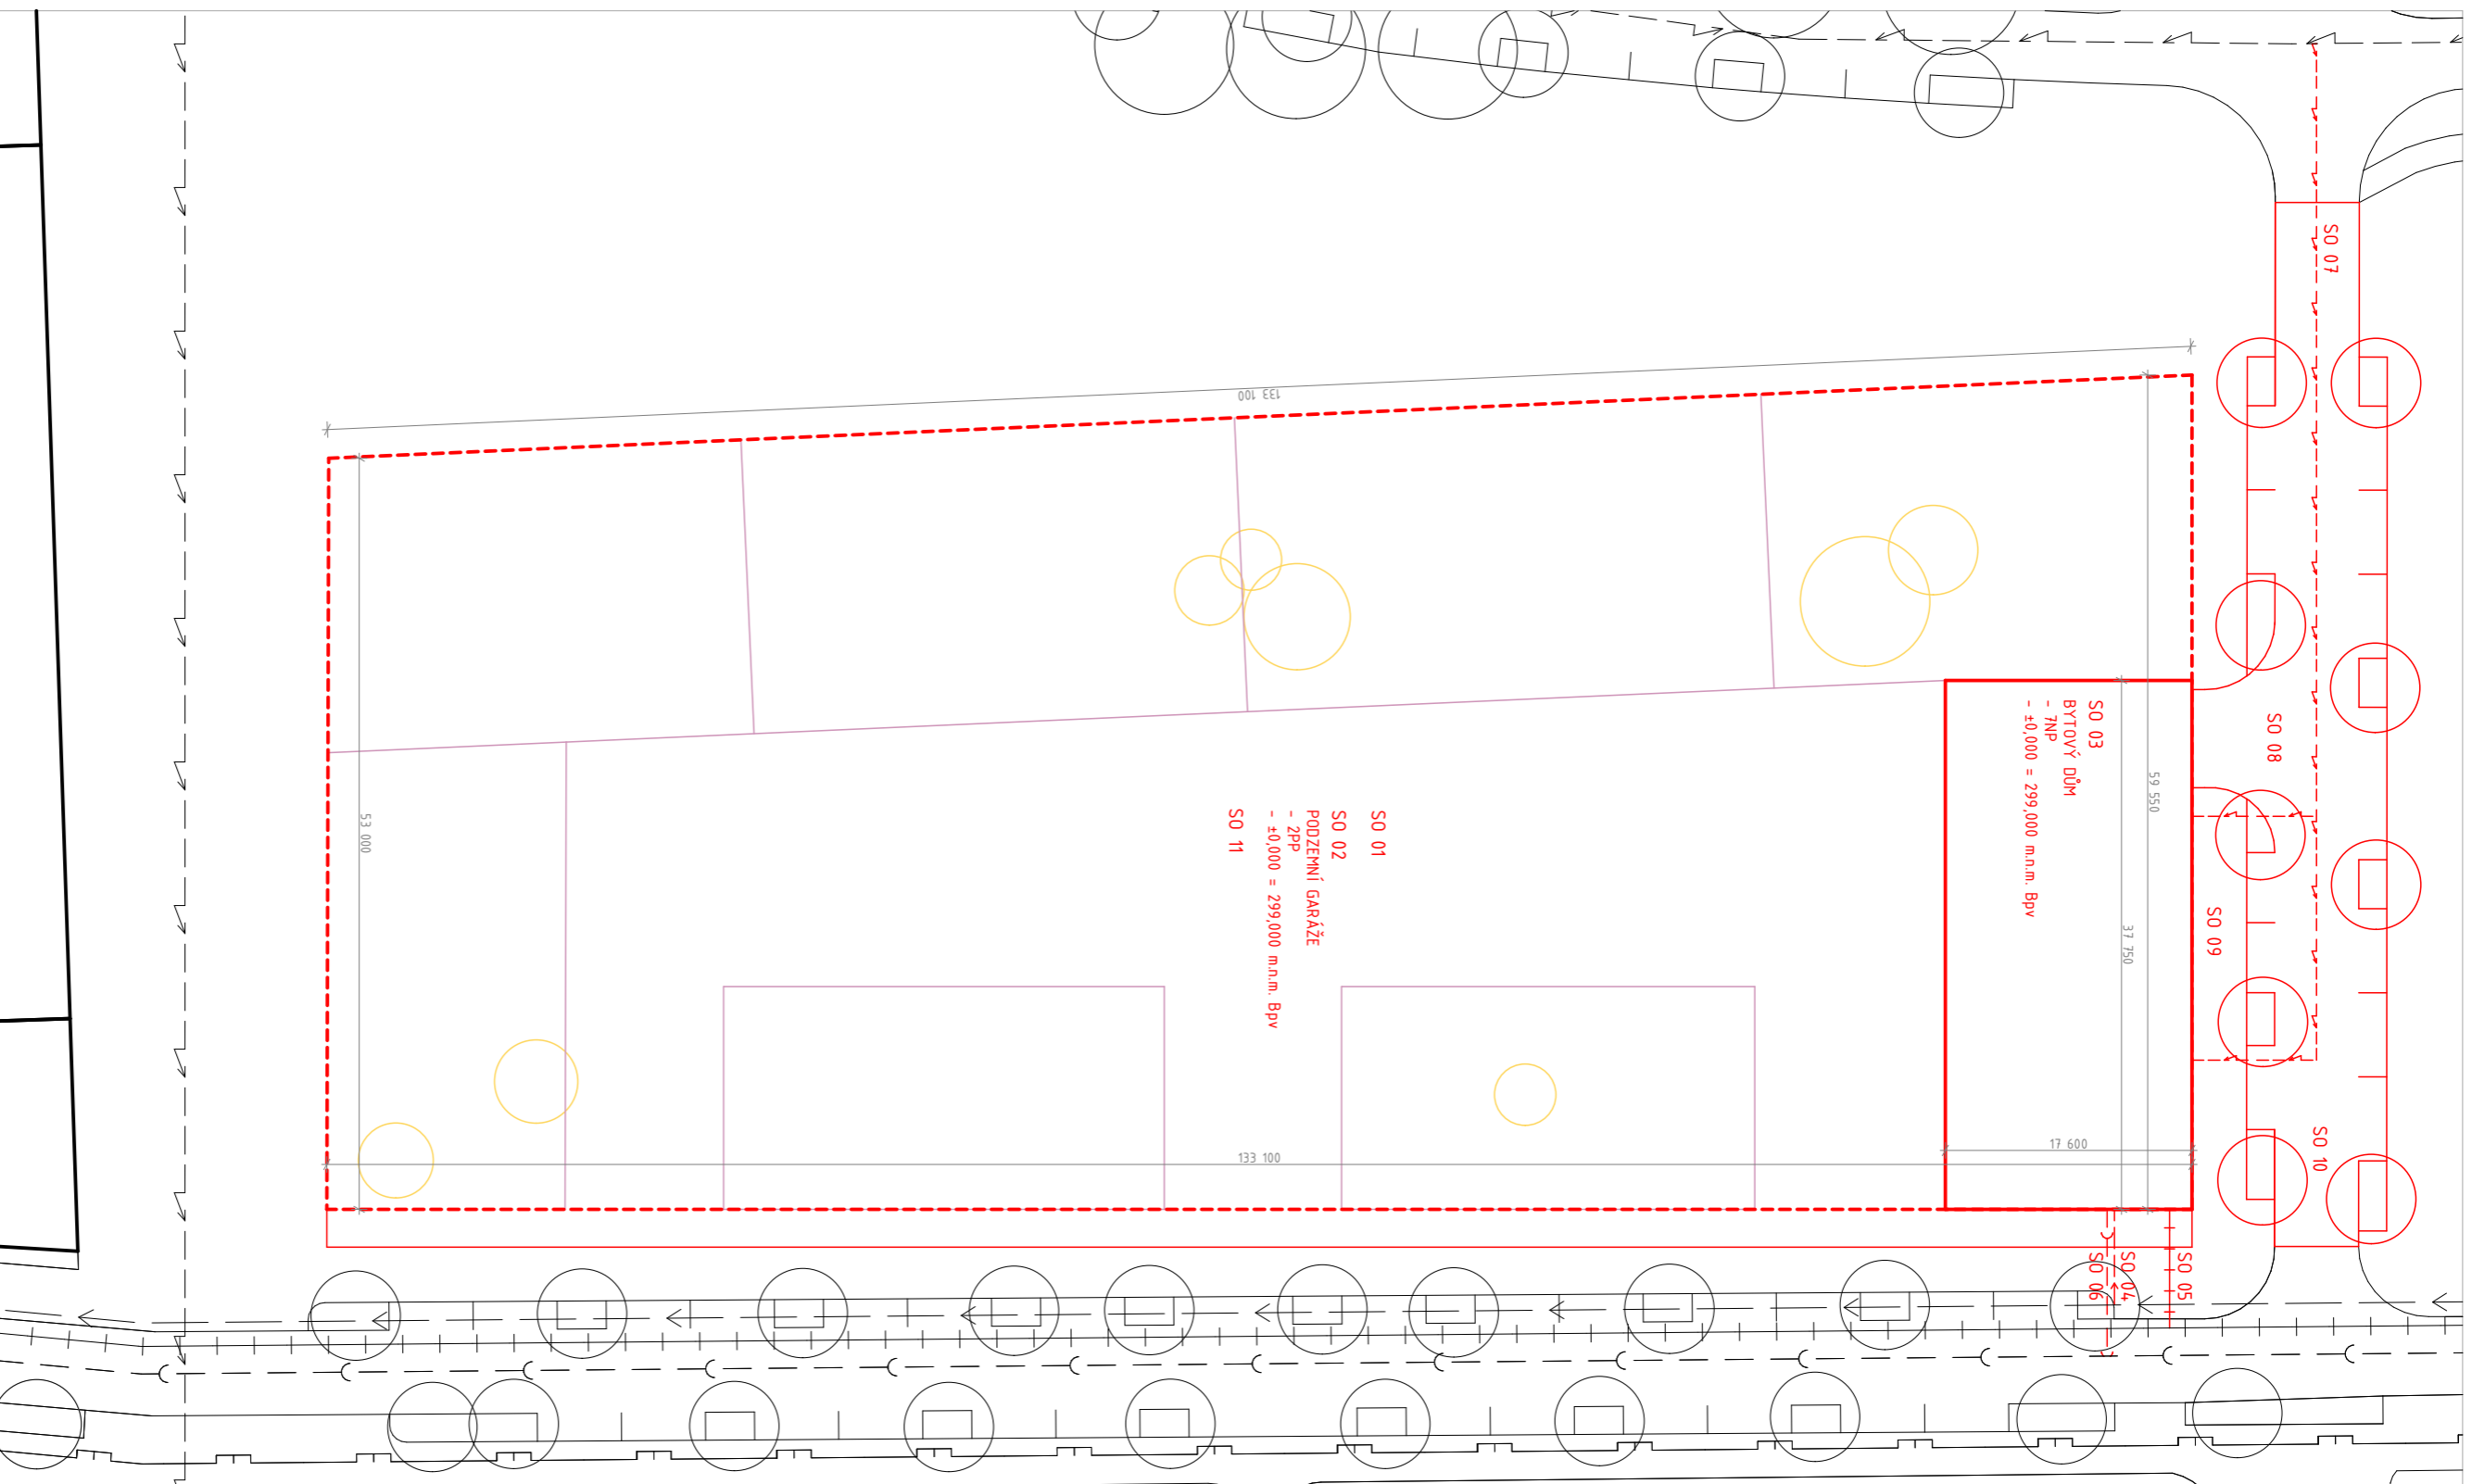 133 100
SO 07
SO 03
BYTOVÝ DŮM
- 7NP
- ±0,000 = 299,000 m.n.m. Bpv
59 550
SO 08
53 000
SO 01
SO 02
PODZEMNÍ GARÁŽE
- 2PP
- ±0,000 = 299,000 m.n.m. Bpv
SO 11
37 750
SO 09
17 600
133 100
SO 10
SO 05
SO 04
SO 06